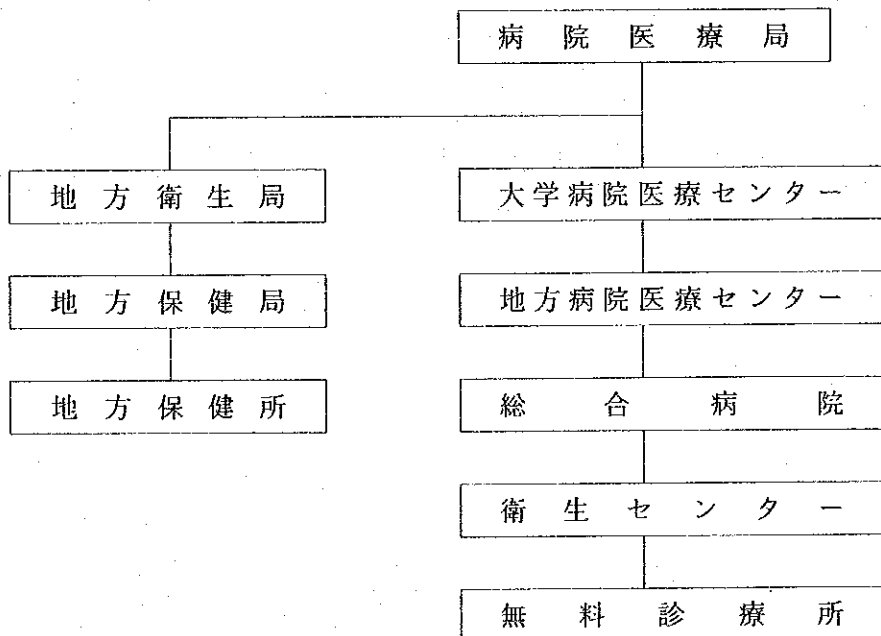 病院医療局
地方衛生局
大学病院医療センター
地方保健局
地方病院医療センター
地方保健所
総合病院
衛生センター
無料診療所